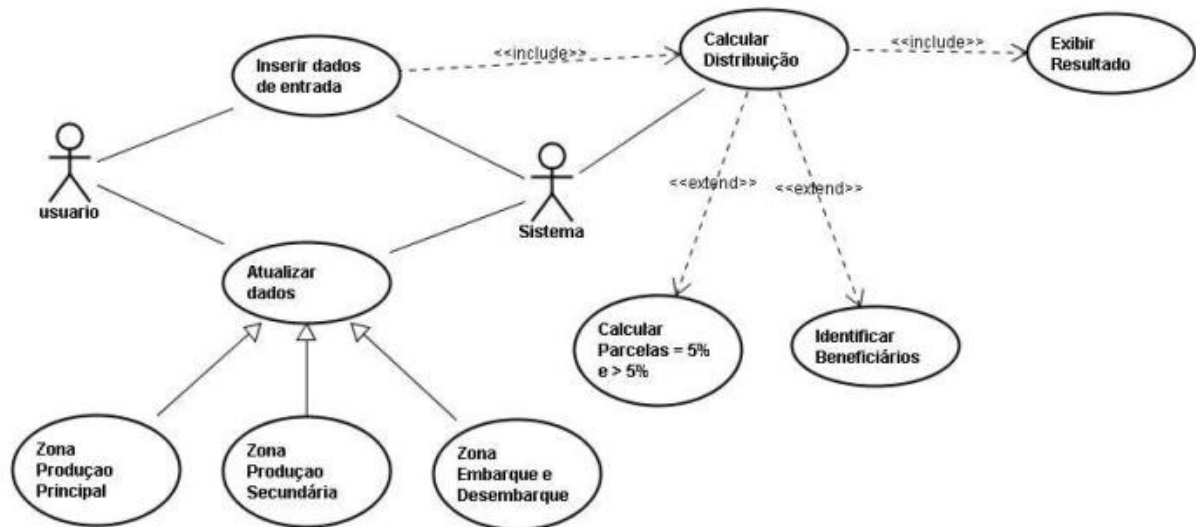 Inserir dados
de entrada
<<include>>
Calcular
Distribuição
<<include>>
Exibir
Resultado
usuario
Sistema
<<extend>>
<<extend>>
Atualizar
dados
Calcular
Parcelas = 5%
e > 5%
Identificar
Beneficiários
Zona
Produçao
Principal
Zona
Produçao
Secundária
Zona
Embarque e
Desembarque